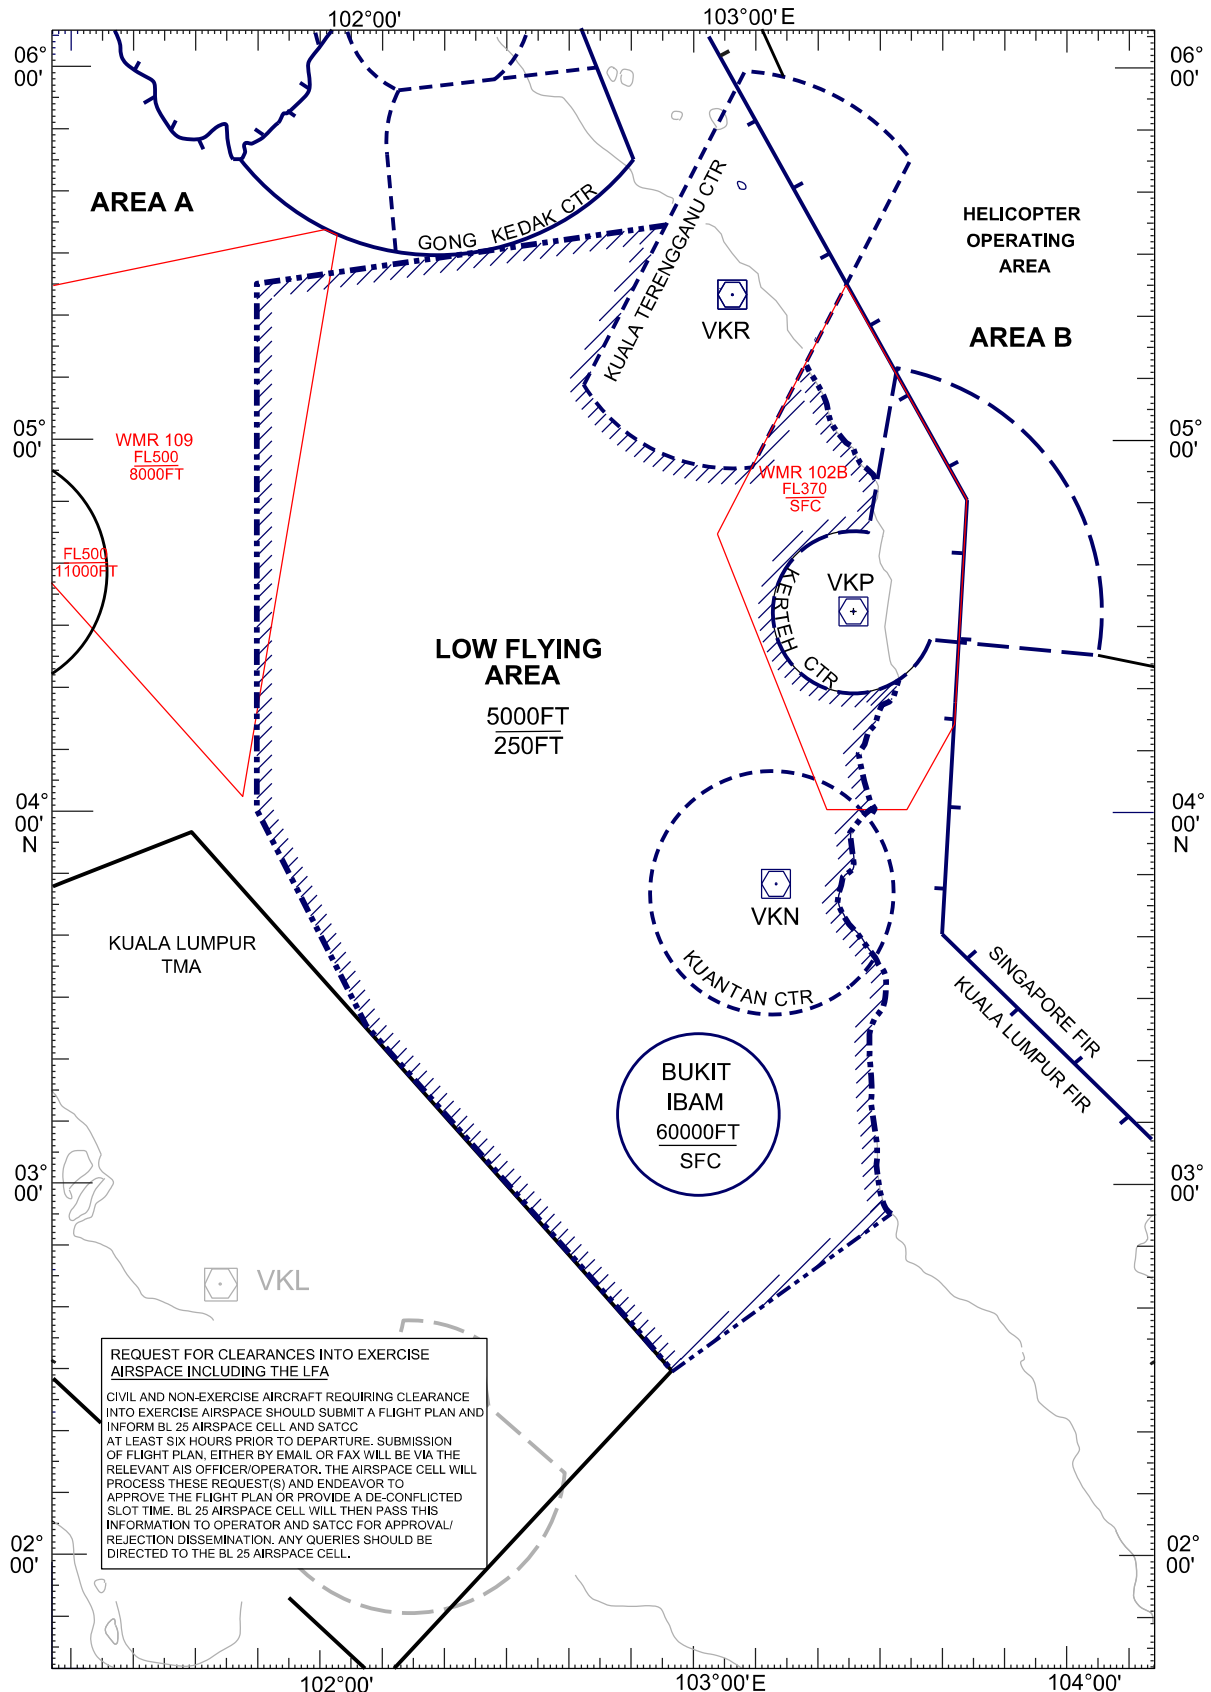 102°00'
103°00'E
06°
00'
06°
00'
AREA A
GONG KEDAK CTR
KUALA TERENGGANU CTR
HELICOPTER
OPERATING
AREA
VKR
AREA B
05°
00'
05°
00'
WMR 109
FL500
8000FT
WMR 102B
FL370
SFC
FL500
11000FT
VKP
KERTEH CTR
LOW FLYING
AREA
5000FT
250FT
04°
00'
N
04°
00'
N
VKN
KUANTAN CTR
KUALA LUMPUR
TMA
SINGAPORE FIR
KUALA LUMPUR FIR
BUKIT
IBAM
60000FT
SFC
03°
00'
03°
00'
VKL
REQUEST FOR CLEARANCES INTO EXERCISE
AIRSPACE INCLUDING THE LFA
CIVIL AND NON-EXERCISE AIRCRAFT REQUIRING CLEARANCE
INTO EXERCISE AIRSPACE SHOULD SUBMIT A FLIGHT PLAN AND
INFORM BL 25 AIRSPACE CELL AND SATCC
AT LEAST SIX HOURS PRIOR TO DEPARTURE. SUBMISSION
OF FLIGHT PLAN, EITHER BY EMAIL OR FAX WILL BE VIA THE
RELEVANT AIS OFFICER/OPERATOR. THE AIRSPACE CELL WILL
PROCESS THESE REQUEST(S) AND ENDEAVOR TO
APPROVE THE FLIGHT PLAN OR PROVIDE A DE-CONFLICTED
SLOT TIME. BL 25 AIRSPACE CELL WILL THEN PASS THIS
INFORMATION TO OPERATOR AND SATCC FOR APPROVAL/
REJECTION DISSEMINATION. ANY QUERIES SHOULD BE
DIRECTED TO THE BL 25 AIRSPACE CELL.
02°
00'
02°
00'
102°00'
103°00'E
104°00'